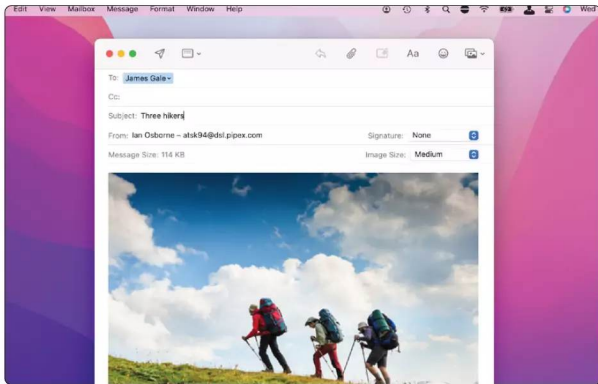 Edit View Mailbox Message Format Window Help Wed
Aa
To: James Gale
Cc:
Subject: Three hikers
From: Ian Osborne – atsk94@dsl.pipex.com Signature: None
Message Size: 114 KB Image Size: Medium